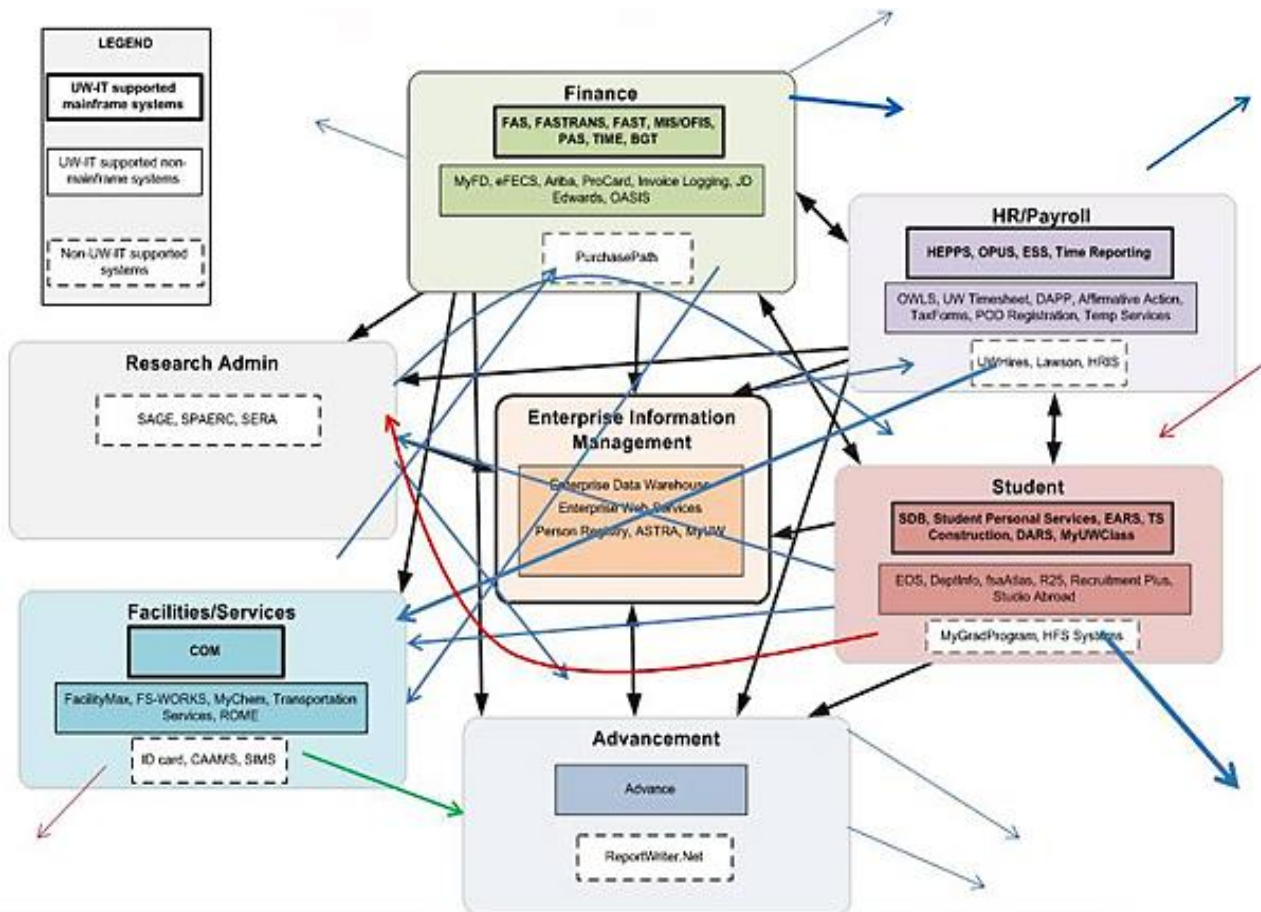 LEGEND
UW-IT supported
mainframe systems
UW-IT supported non-
mainframe systems
Non-UW-IT supported
systems
Finance
FAS, FASTRANS, FAST, MIS/OFIS,
PAS, TIME, BGT
MyFD, eFECS, Ariba, ProCard, Invoice Logging, JD
Edwards, OASIS
PurchasePath
HR/Payroll
HEPPS, OPUS, ESS, Time Reporting
OWLS, UW Timesheet, DAPP, Affirmative Action,
TaxForms, POD Registration, Temp Services
UWHires, Lawson, HRIS
Research Admin
SAGE, SPAERC, SERA
Enterprise Information
Management
Enterprise Data Warehouse
Enterprise Web Services
Person Registry, ASTRA, MyUW
Student
SDB, Student Personal Services, EARS, TS
Construction, DARS, MyUWClass
EOS, DeptInfo, fsaAtlas, R25, Recruitment Plus,
Studio Abroad
MyGradProgram, HFS Systems
Facilities/Services
COM
FacilityMax, FS-WORKS, MyChem, Transportation
Services, ROME
ID card, CAAMS, SIMS
Advancement
Advance
ReportWriter.Net